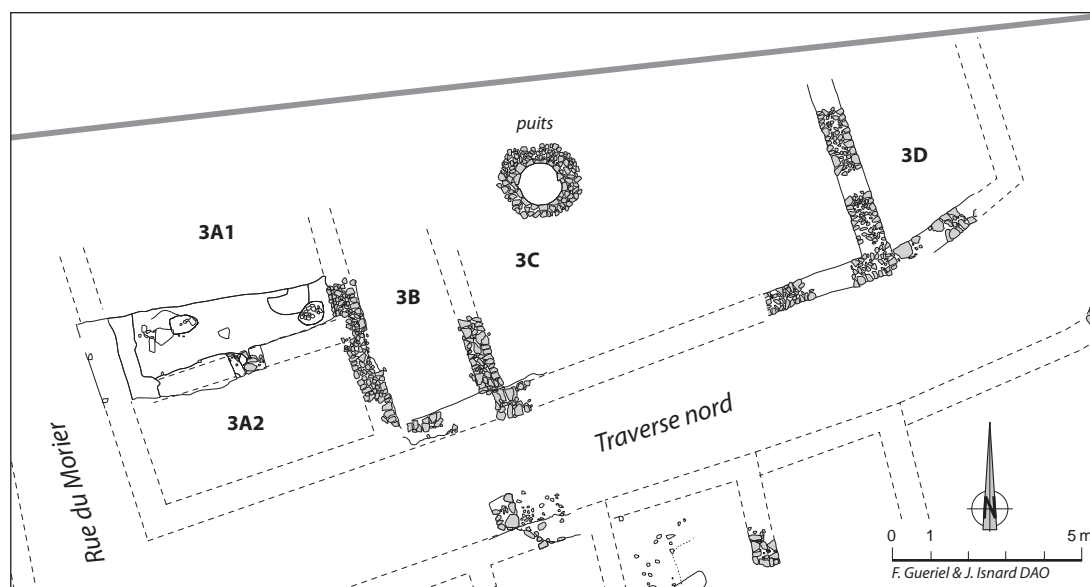 puits
3D
3A1
3C
3B
3A2
Traverse nord
Rue du Morier
N
0 1 5 m
F. Gueriel & J. Isnard DAO